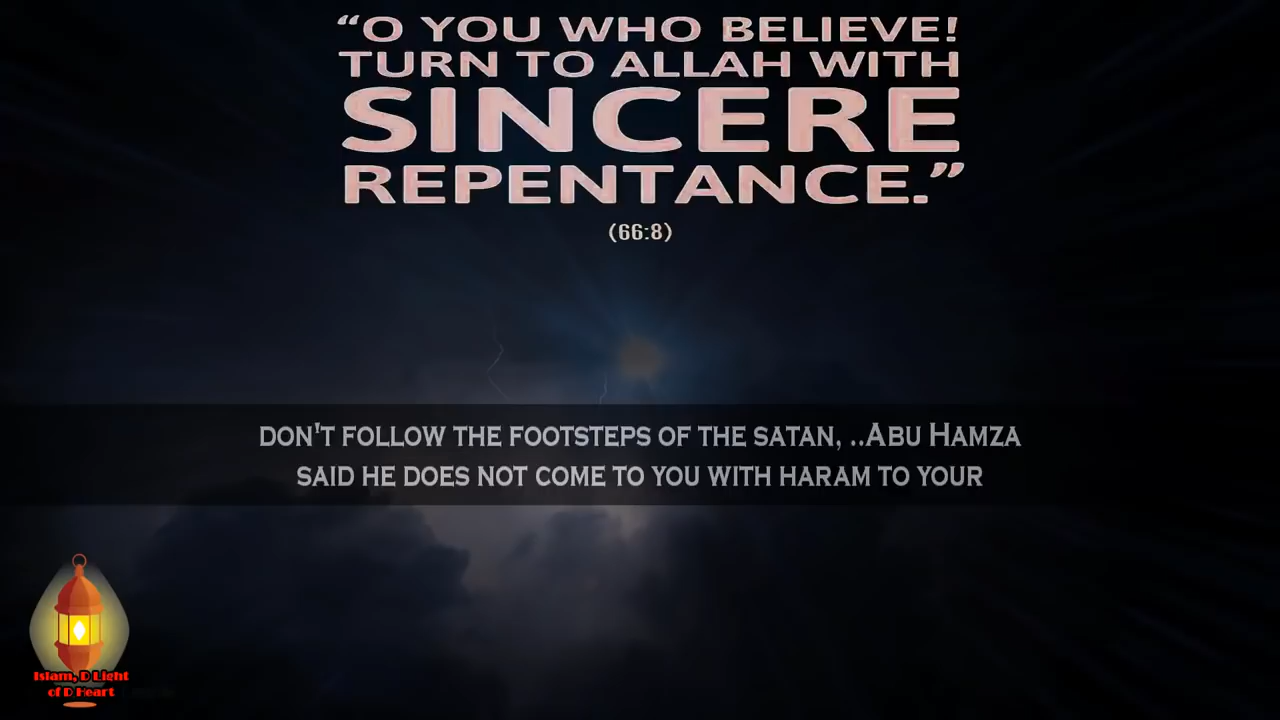 “O YOU WHO BELIEVE!
TURN TO ALLAH WITH
SINCERE
REPENTANCE.”
(66:8)
DON'T FOLLOW THE FOOTSTEPS OF THE SATAN, ..ABU HAMZA
SAID HE DOES NOT COME TO YOU WITH HARAM TO YOUR
Islam, D Light
of D Heart